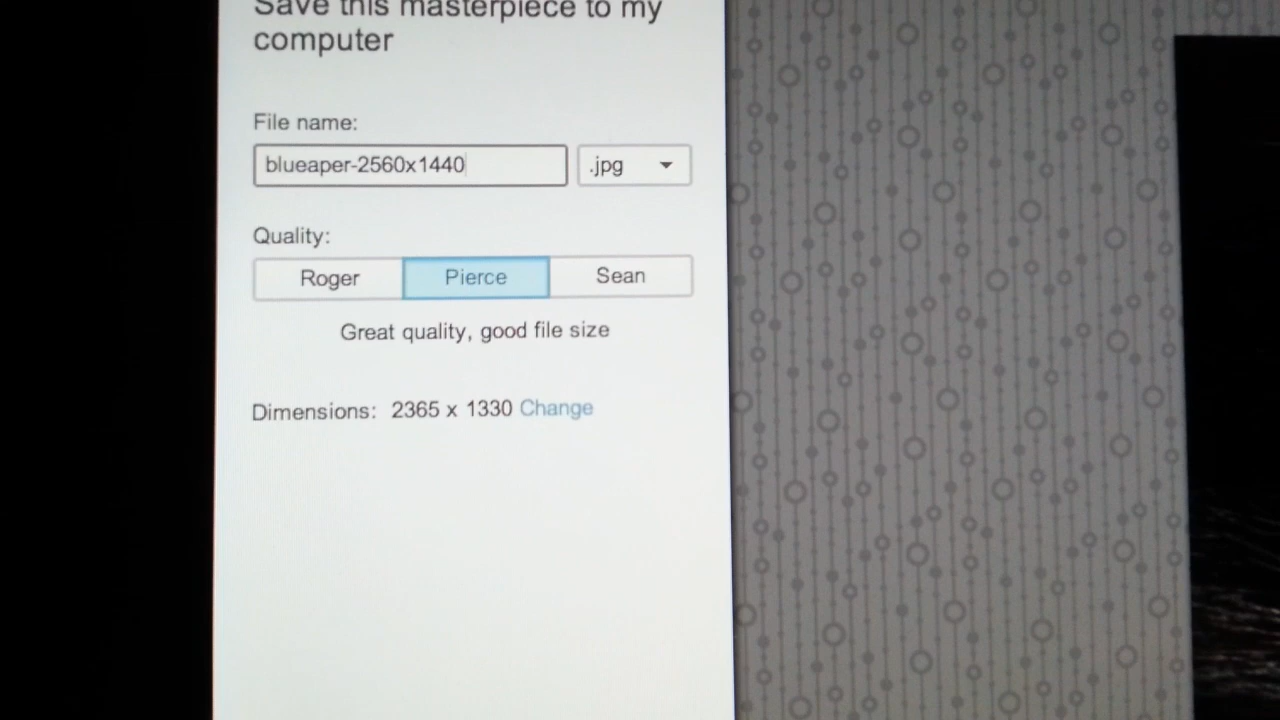 Save this masterpiece to my
computer
File name:
blueaper-2560x1440 .jpg
Quality:
Roger Pierce Sean
Great quality, good file size
Dimensions: 2365 x 1330 Change